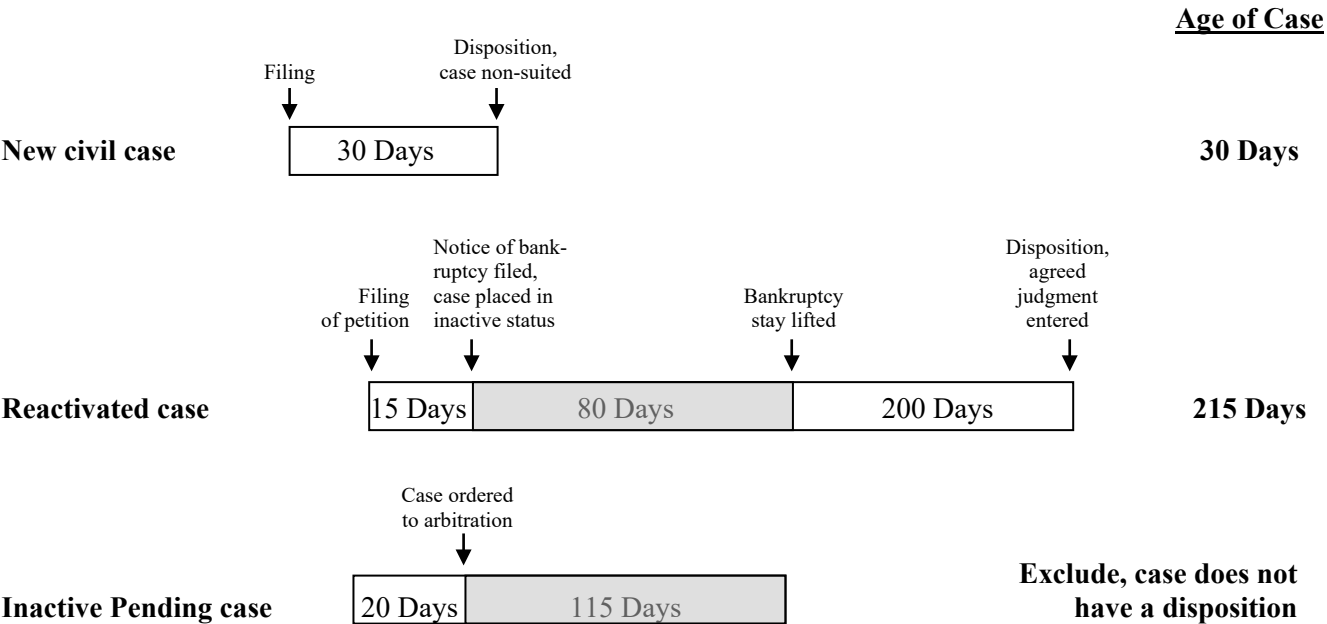 Age of Case
Disposition,
case non-suited
Filing
New civil case
30 Days
30 Days
Notice of bank-
ruptcy filed,
case placed in
inactive status
Filing
of petition
Bankruptcy
stay lifted
Disposition,
agreed
judgment
entered
Reactivated case
15 Days
80 Days
200 Days
215 Days
Case ordered
to arbitration
Inactive Pending case
20 Days
115 Days
Exclude, case does not
have a disposition